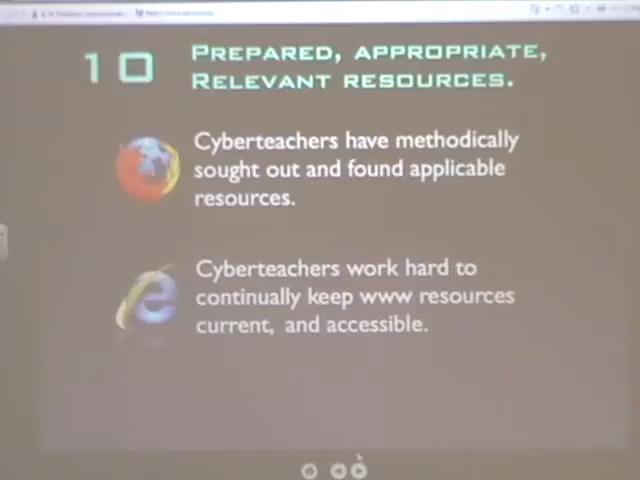 10
PREPARED, APPROPRIATE,
RELEVANT RESOURCES.
Cyberteachers have methodically
sought out and found applicable
resources.
Cyberteachers work hard to
continually keep www resources
current, and accessible.